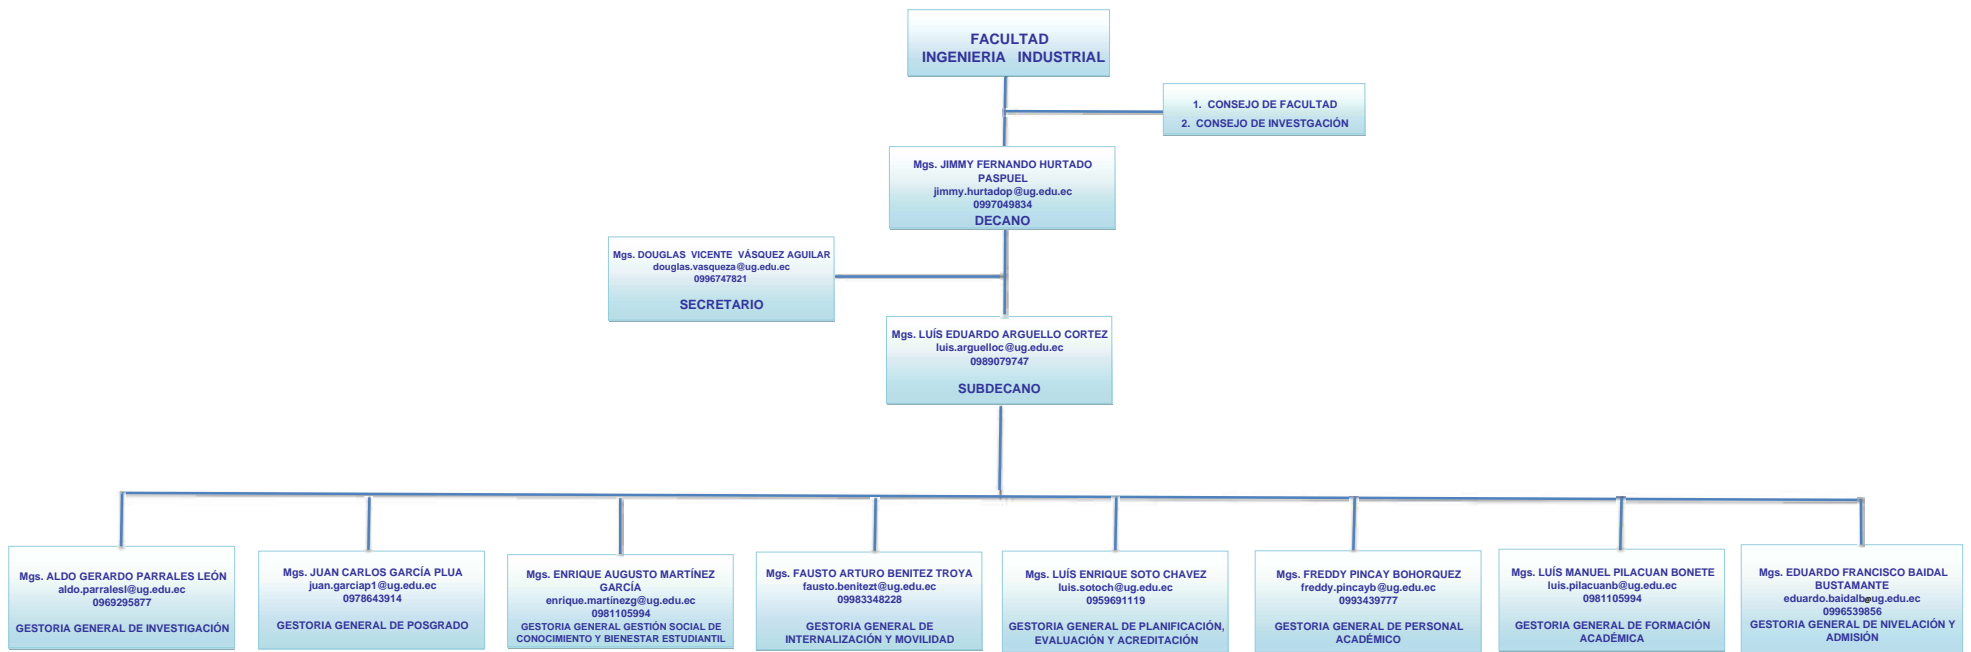 FACULTAD
INGENIERIA INDUSTRIAL
1. CONSEJO DE FACULTAD
2. CONSEJO DE INVESTGACIÓN
Mgs. JIMMY FERNANDO HURTADO
PASPUEL
jimmy.hurtadop@ug.edu.ec
0997049834
DECANO
Mgs. DOUGLAS VICENTE VÁSQUEZ AGUILAR
douglas.vasqueza@ug.edu.ec
0996747821
SECRETARIO
Mgs. LUÍS EDUARDO ARGUELLO CORTEZ
luis.arguelloc@ug.edu.ec
0989079747
SUBDECANO
Mgs. ALDO GERARDO PARRALES LEÓN
aldo.parralesl@ug.edu.ec
0969295877
GESTORIA GENERAL DE INVESTIGACIÓN
Mgs. JUAN CARLOS GARCÍA PLUA
juan.garciap1@ug.edu.ec
0978643914
GESTORIA GENERAL DE POSGRADO
Mgs. ENRIQUE AUGUSTO MARTÍNEZ
GARCÍA
enrique.martínezg@ug.edu.ec
0981105994
GESTORIA GENERAL GESTIÓN SOCIAL DE
CONOCIMIENTO Y BIENESTAR ESTUDIANTIL
Mgs. FAUSTO ARTURO BENITEZ TROYA
fausto.benitezt@ug.edu.ec
09983348228
GESTORIA GENERAL DE
INTERNALIZACIÓN Y MOVILIDAD
Mgs. LUÍS ENRIQUE SOTO CHAVEZ
luis.sotoch@ug.edu.ec
0959691119
GESTORIA GENERAL DE PLANIFICACIÓN,
EVALUACIÓN Y ACREDITACIÓN
Mgs. FREDDY PINCAY BOHORQUEZ
freddy.pincayb@ug.edu.ec
0993439777
GESTORIA GENERAL DE PERSONAL
ACADÉMICO
Mgs. LUÍS MANUEL PILACUAN BONETE
luis.pilacuanb@ug.edu.ec
0981105994
GESTORIA GENERAL DE FORMACIÓN
ACADÉMICA
Mgs. EDUARDO FRANCISCO BAIDAL
BUSTAMANTE
eduardo.baidalb@ug.edu.ec
0996539856
GESTORIA GENERAL DE NIVELACIÓN Y
ADMISIÓN